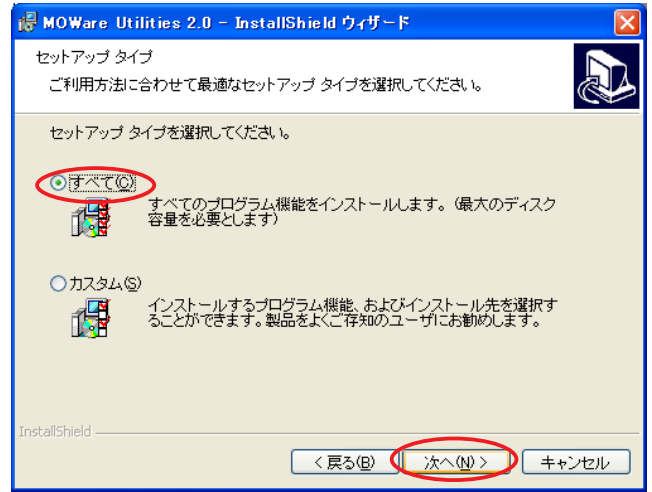 MOWare Utilities 2.0 - InstallShield ウィザード
セットアップ タイプ
ご利用方法に合わせて最適なセットアップ タイプを選択してください。
セットアップ タイプを選択してください。
すべて(C)
すべてのプログラム機能をインストールします。（最大のディスク
容量を必要とします）
カスタム(S)
インストールするプログラム機能、およびインストール先を選択す
ることができます。製品をよくご存知のユーザにお勧めします。
InstallShield
< 戻る(B)
次へ(N) >
キャンセル